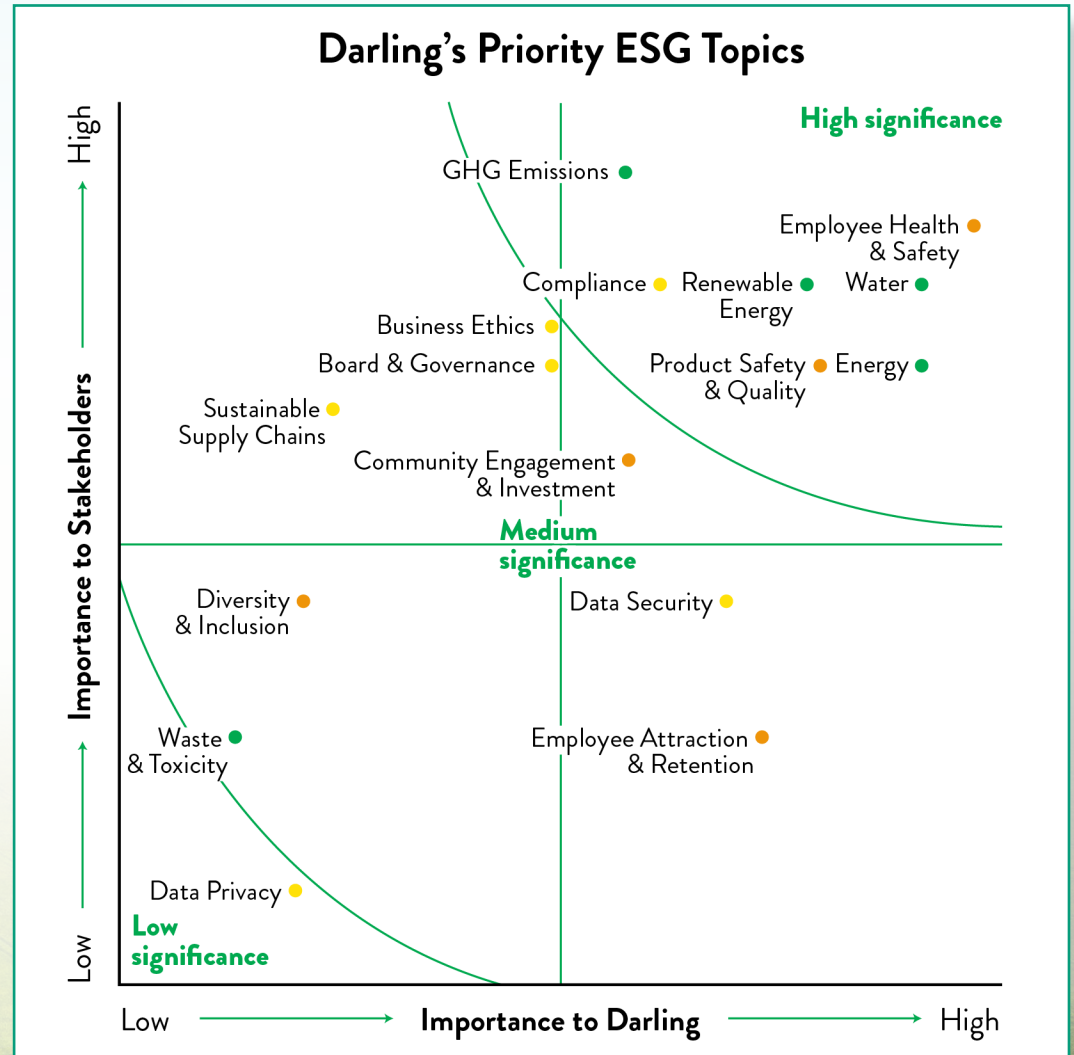 Darling's Priority ESG Topics
High
High significance
GHG Emissions
Employee Health
& Safety
Compliance
Renewable
Energy
Water
Business Ethics
Board & Governance
Product Safety
& Quality
Energy
Sustainable
Supply Chains
Community Engagement
& Investment
Importance to Stakeholders
Medium
significance
Diversity
& Inclusion
Data Security
Waste
& Toxicity
Employee Attraction
& Retention
Data Privacy
Low
significance
Low
Low
Importance to Darling
High